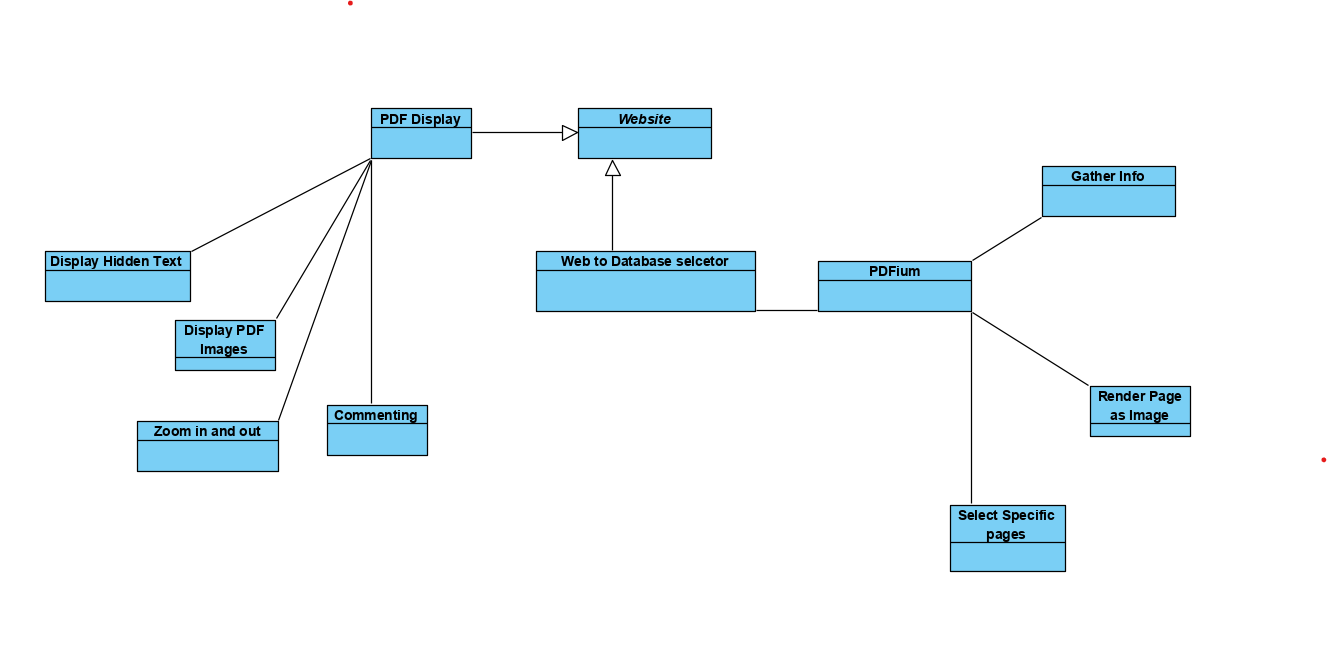 PDF Display
Website
Gather Info
Display Hidden Text
Web to Database selcetor
PDFium
Display PDF
Images
Render Page
as Image
Commenting
Zoom in and out
Select Specific
pages